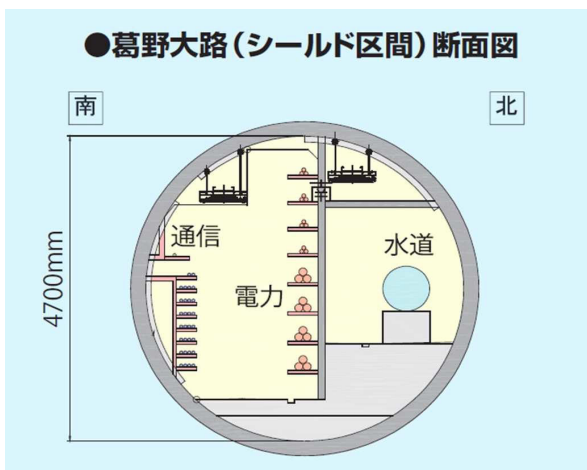 ●葛野大路（シールド区間）断面図
南
北
通信
水道
電力
4700mm